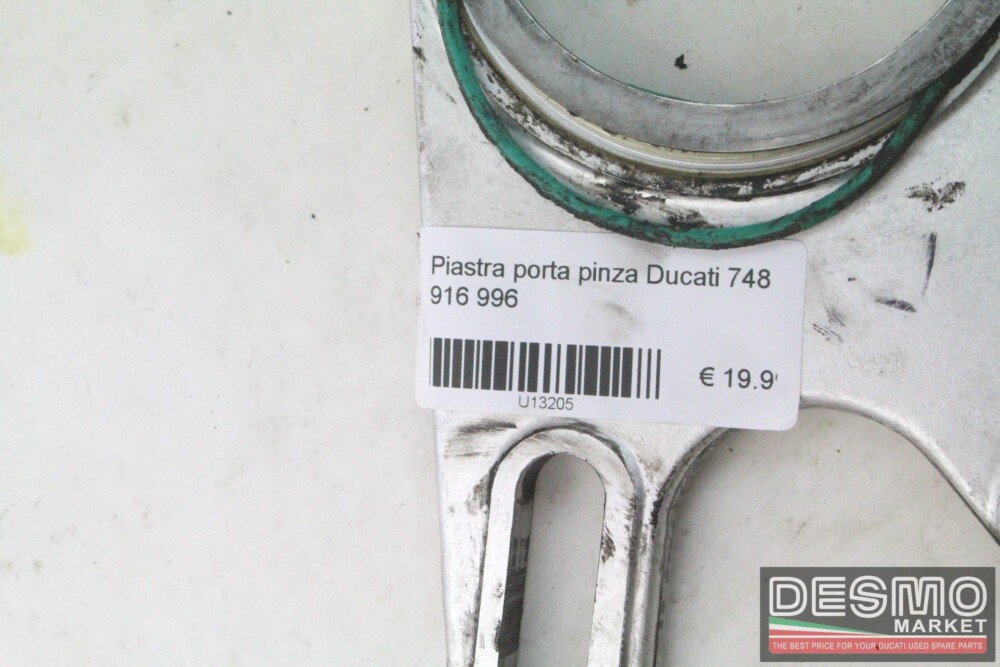 Piastra porta pinza Ducati 748
916 996
€ 19.9
U13205
DESMO
MARKET
THE BEST PRICE FOR YOUR DUCATI USED SPARE PARTS